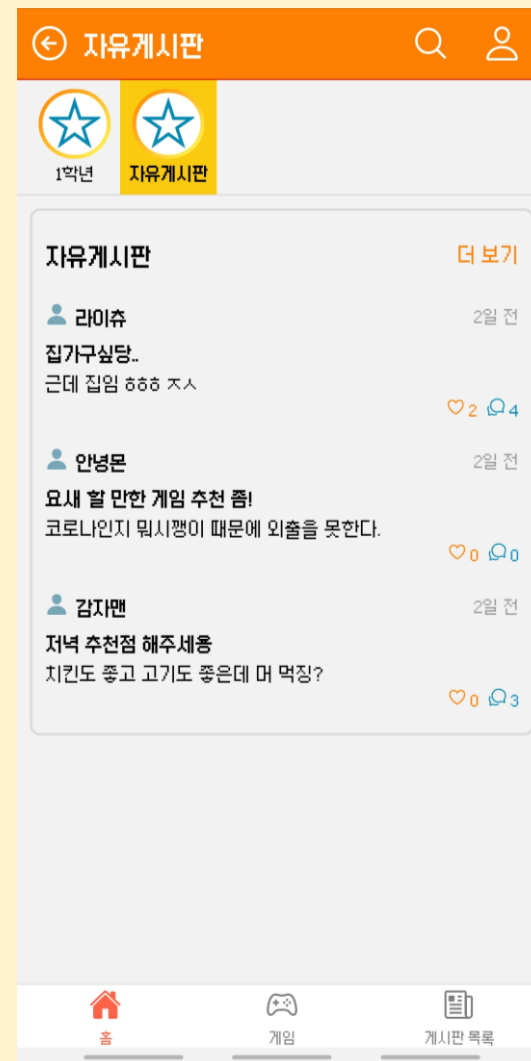 자유게시판
1학년
자유게시판
자유게시판
더 보기
라이츄
2일 전
집가구싶당..
근데 집임 ㅎㅎㅎ ㅈㅅ
2 4
안녕몬
2일 전
요새 할 만한 게임 추천 좀!
코로나인지 뭐시깽이 때문에 외출을 못한다.
0 0
감자맨
2일 전
저녁 추천점 해주세용
치킨도 좋고 고기도 좋은데 머 먹징?
0 3
홈
게임
게시판 목록